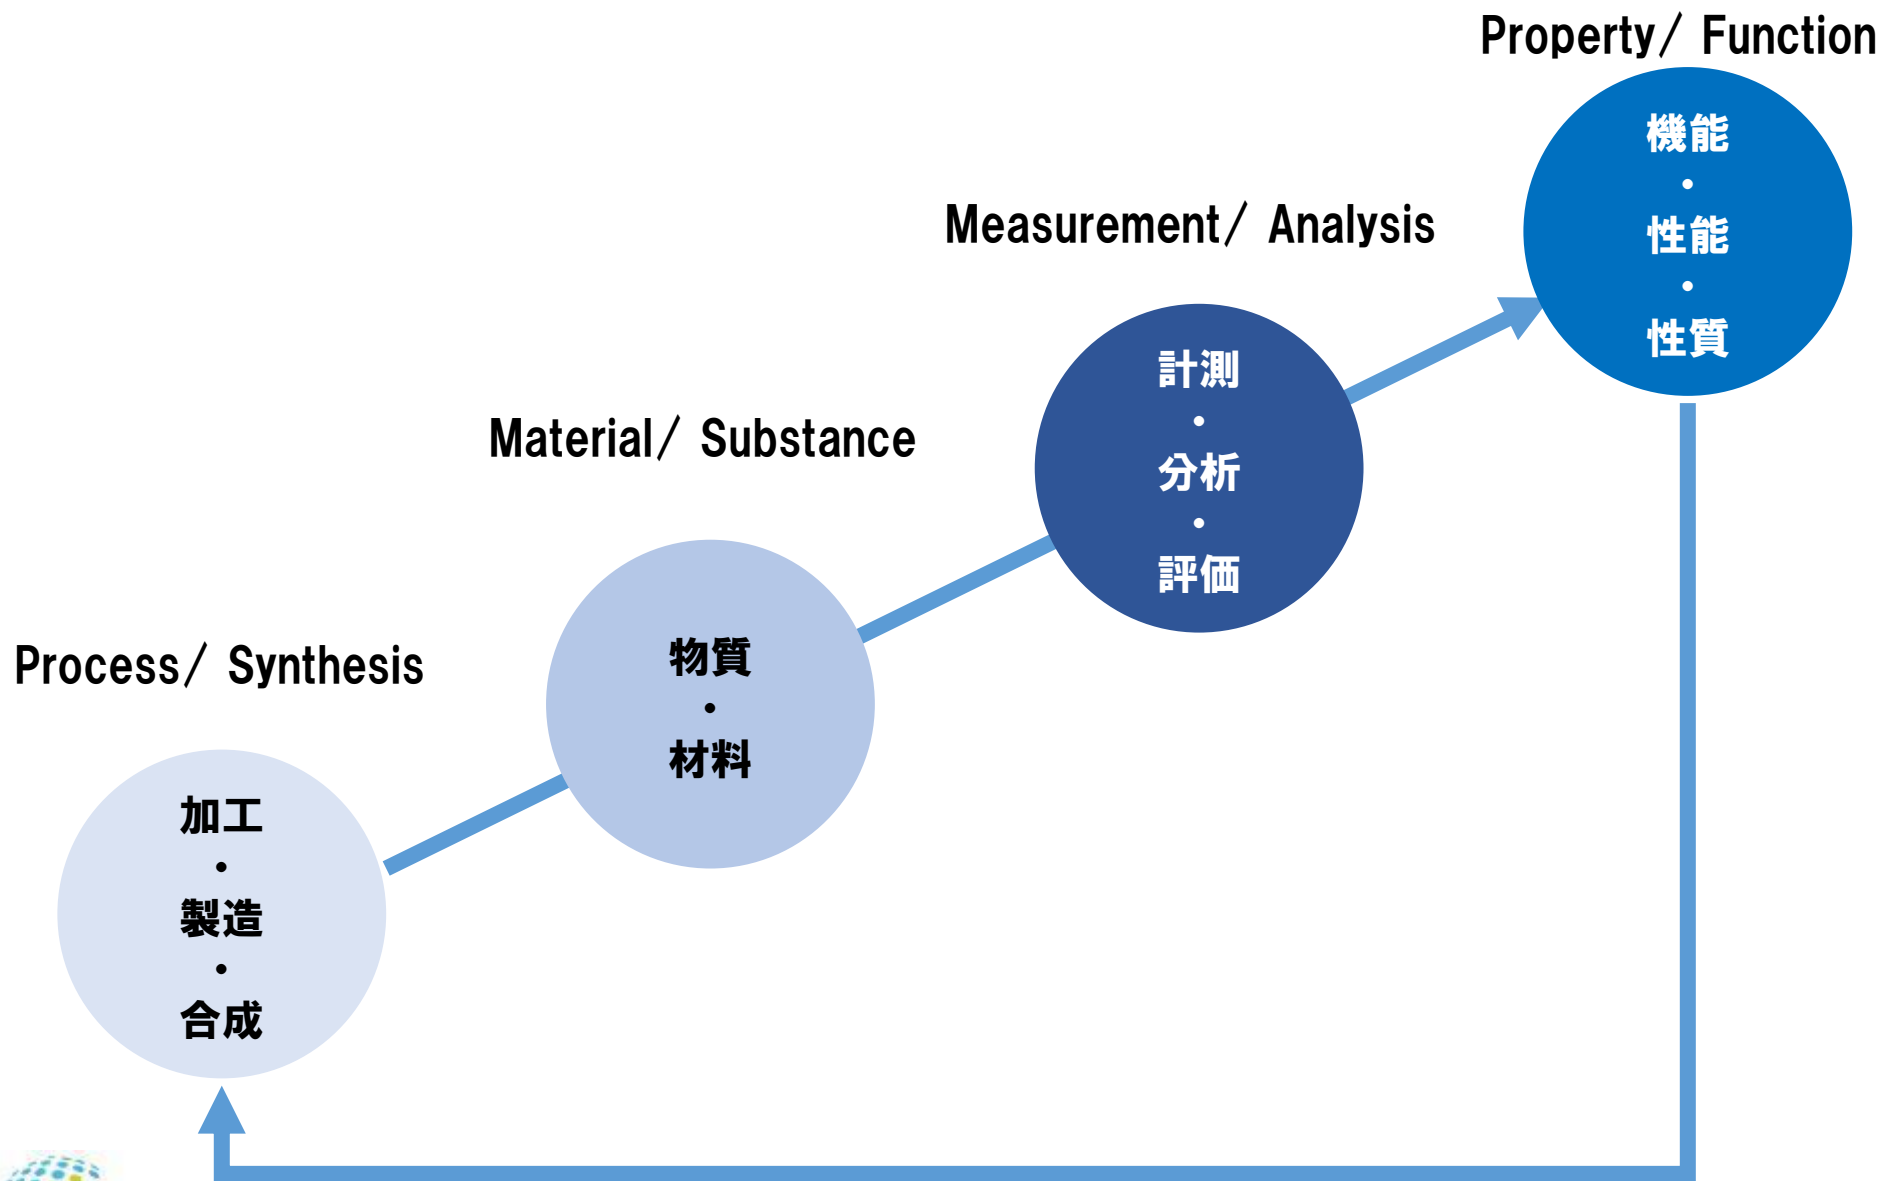 Property/ Function
機能
・
性能
・
性質
Measurement/ Analysis
計測
・
分析
・
評価
Material/ Substance
物質
・
材料
Process/ Synthesis
加工
・
製造
・
合成